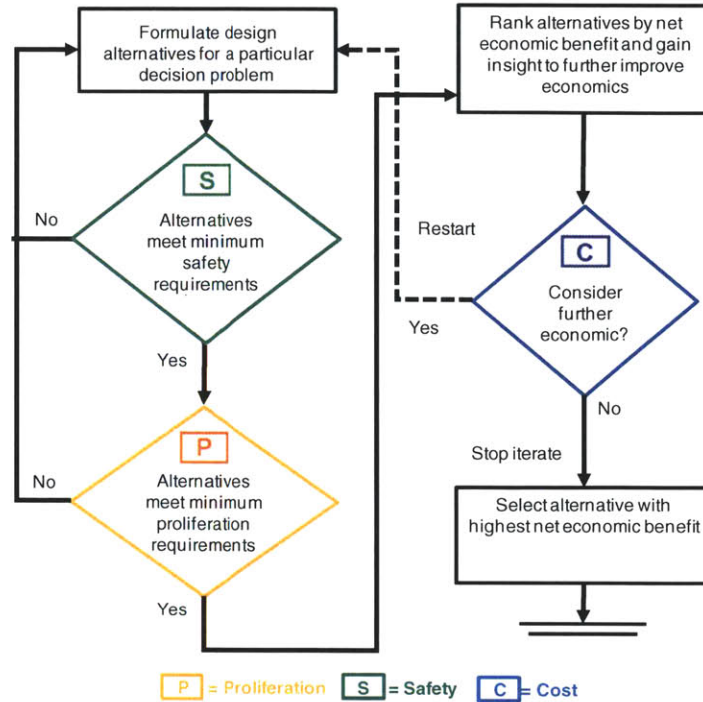 Formulate design
alternatives for a particular
decision problem
S
Alternatives
meet minimum
safety
requirements
No
Yes
P
Alternatives
meet minimum
proliferation
requirements
No
Yes
Rank alternatives by net
economic benefit and gain
insight to further improve
economics
C
Consider
further
economic?
Restart
Yes
No
Stop iterate
Select alternative with
highest net economic
benefit
P = Proliferation S = Safety C = Cost